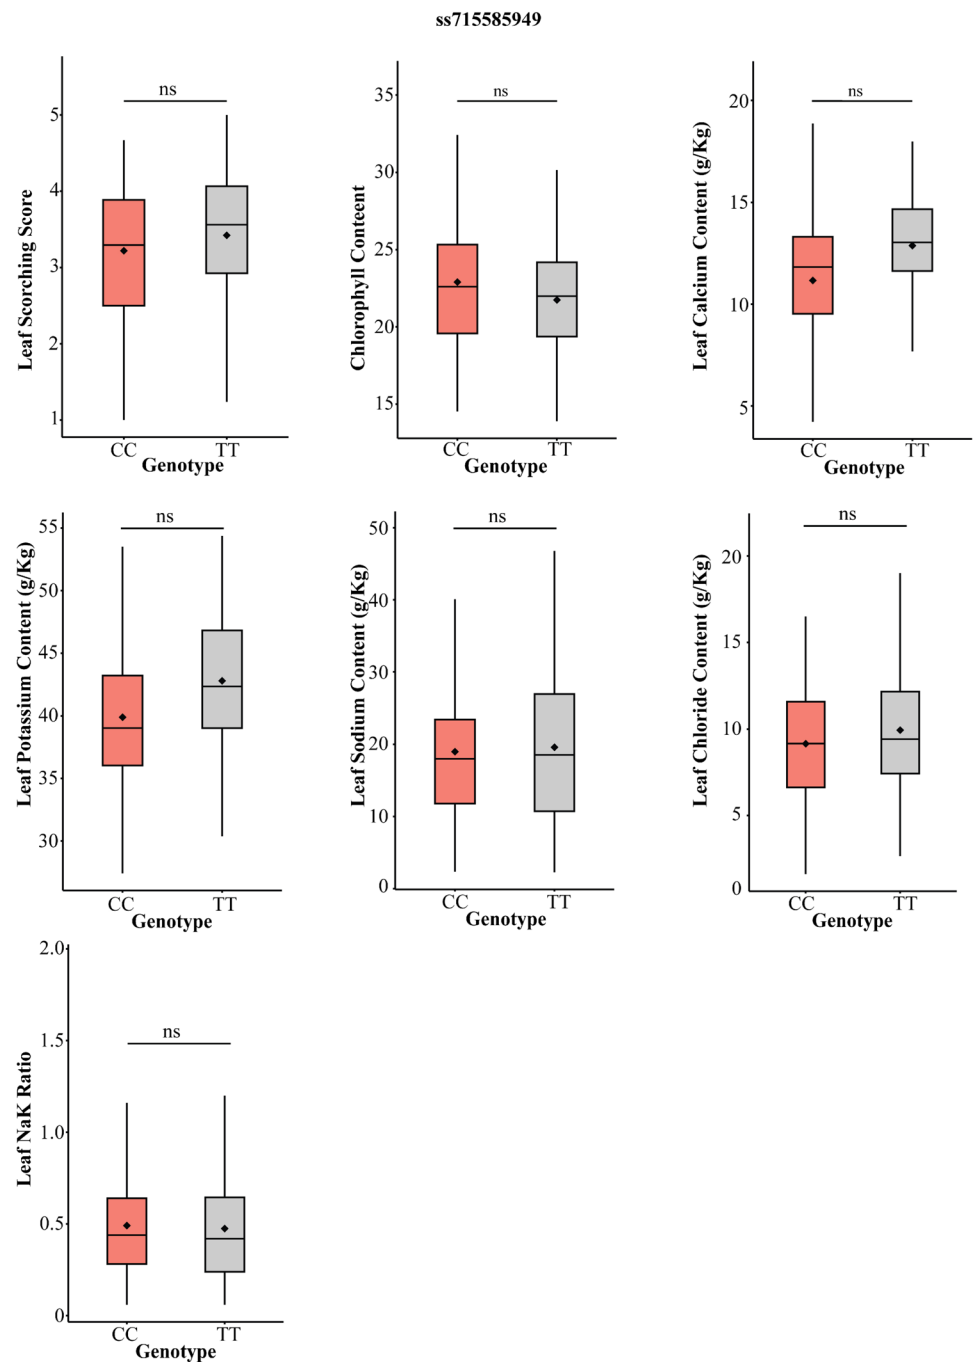 ss715585949
ns
Leaf Scorching Score
5
4
3
2
1
CC TT
Genotype
ns
Chlorophyll Conteent
35
30
25
20
15
CC TT
Genotype
ns
Leaf Calcium Content (g/Kg)
20
15
10
5
CC TT
Genotype
ns
Leaf Potassium Content (g/Kg)
55
50
45
40
35
30
CC TT
Genotype
ns
Leaf Sodium Content (g/Kg)
50
40
30
20
10
0
CC TT
Genotype
ns
Leaf Chloride Content (g/Kg)
20
15
10
5
0
CC TT
Genotype
ns
Leaf NaK Ratio
2.0
1.5
1.0
0.5
0
CC TT
Genotype